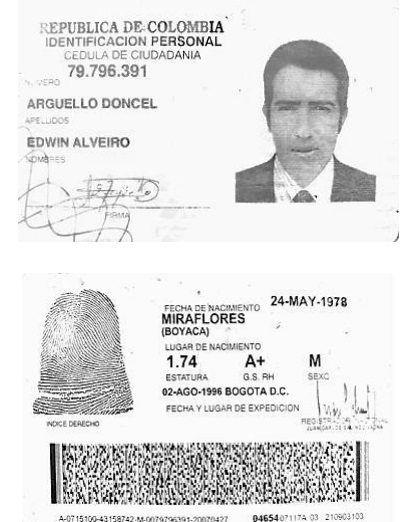 REPUBLICA DE COLOMBIA
IDENTIFICACION PERSONAL
CEDULA DE CIUDADANIA
79.796.391
NUMERO
ARGUELLO DONCEL
APELLIDOS
EDWIN ALVEIRO
NOMBRES
FIRMA
FECHA DE NACIMIENTO 24-MAY-1978
MIRAFLORES
(BOYACA)
LUGAR DE NACIMIENTO
1.74 A+ M
ESTATURA G.S. RH SEXO
02-AGO-1996 BOGOTA D.C.
FECHA Y LUGAR DE EXPEDICION
INDICE DERECHO
A-0715100-43158742-M-0079796391-20070427 04654 07117A 03 210903103